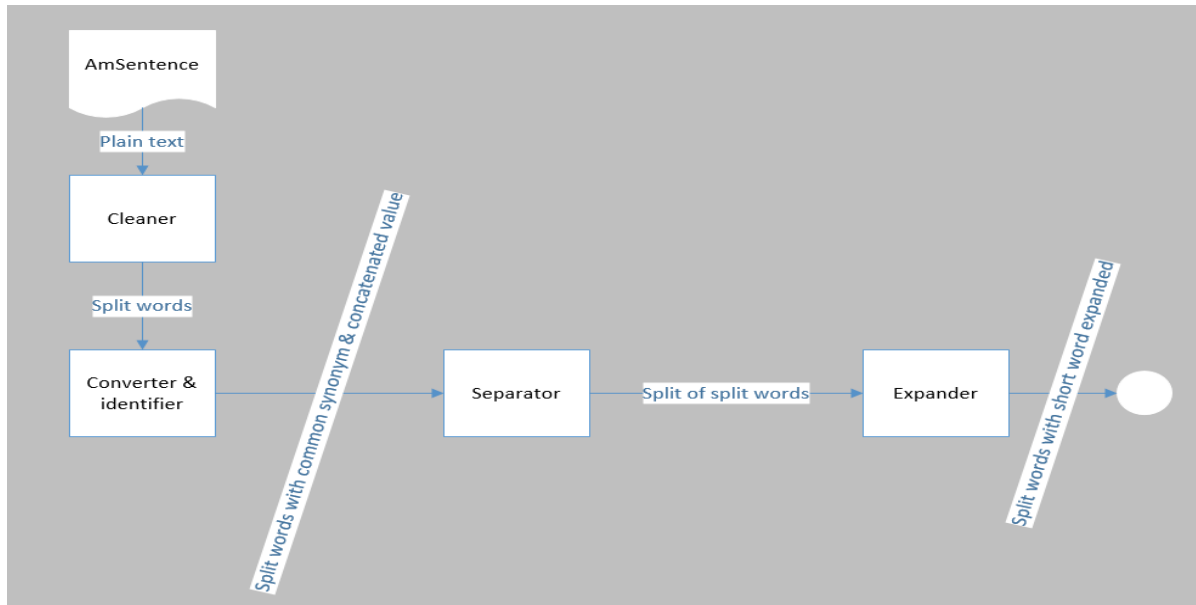 AmSentence
Plain text
Cleaner
Split words
Converter &
identifier
Split words with common synonym & concatenated value
Separator
Split of split words
Expander
Split words with short word expanded